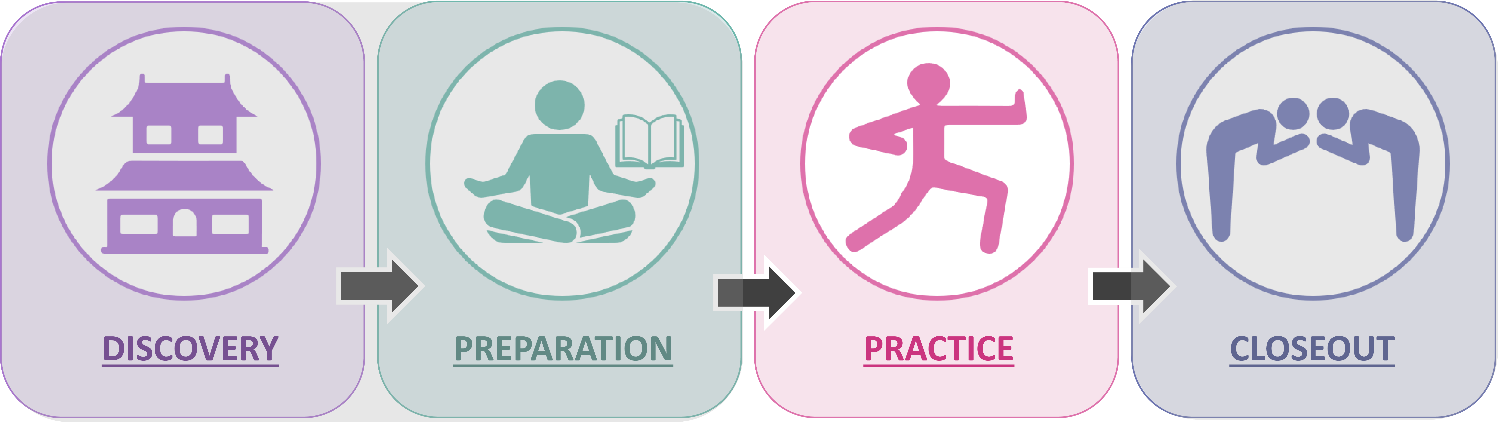 DISCOVERY
PREPARATION
PRACTICE
CLOSEOUT